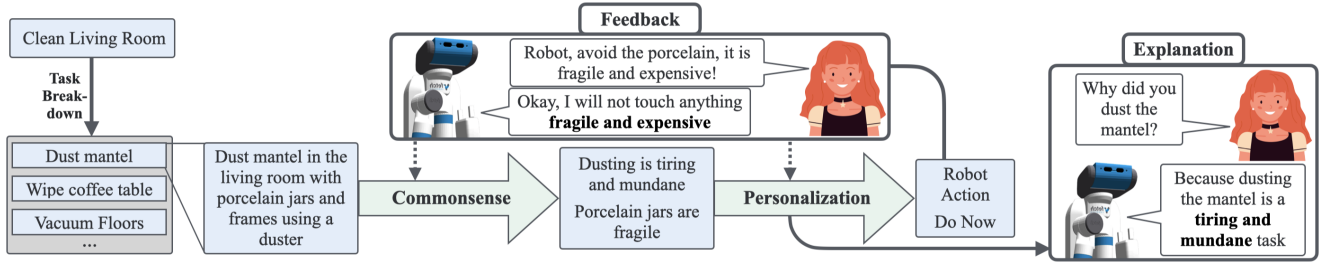 Clean Living Room
Task
Break-
down
Dust mantel
Wipe coffee table
Vacuum Floors
...
Dust mantel in the
living room with
porcelain jars and
frames using a
duster
Commonsense
Feedback
Robot, avoid the porcelain, it is
fragile and expensive!
Okay, I will not touch anything
fragile and expensive
Dusting is tiring
and mundane
Porcelain jars are
fragile
Personalization
Robot
Action
Do Now
Explanation
Why did you
dust the
mantel?
Because dusting
the mantel is a
tiring and
mundane task